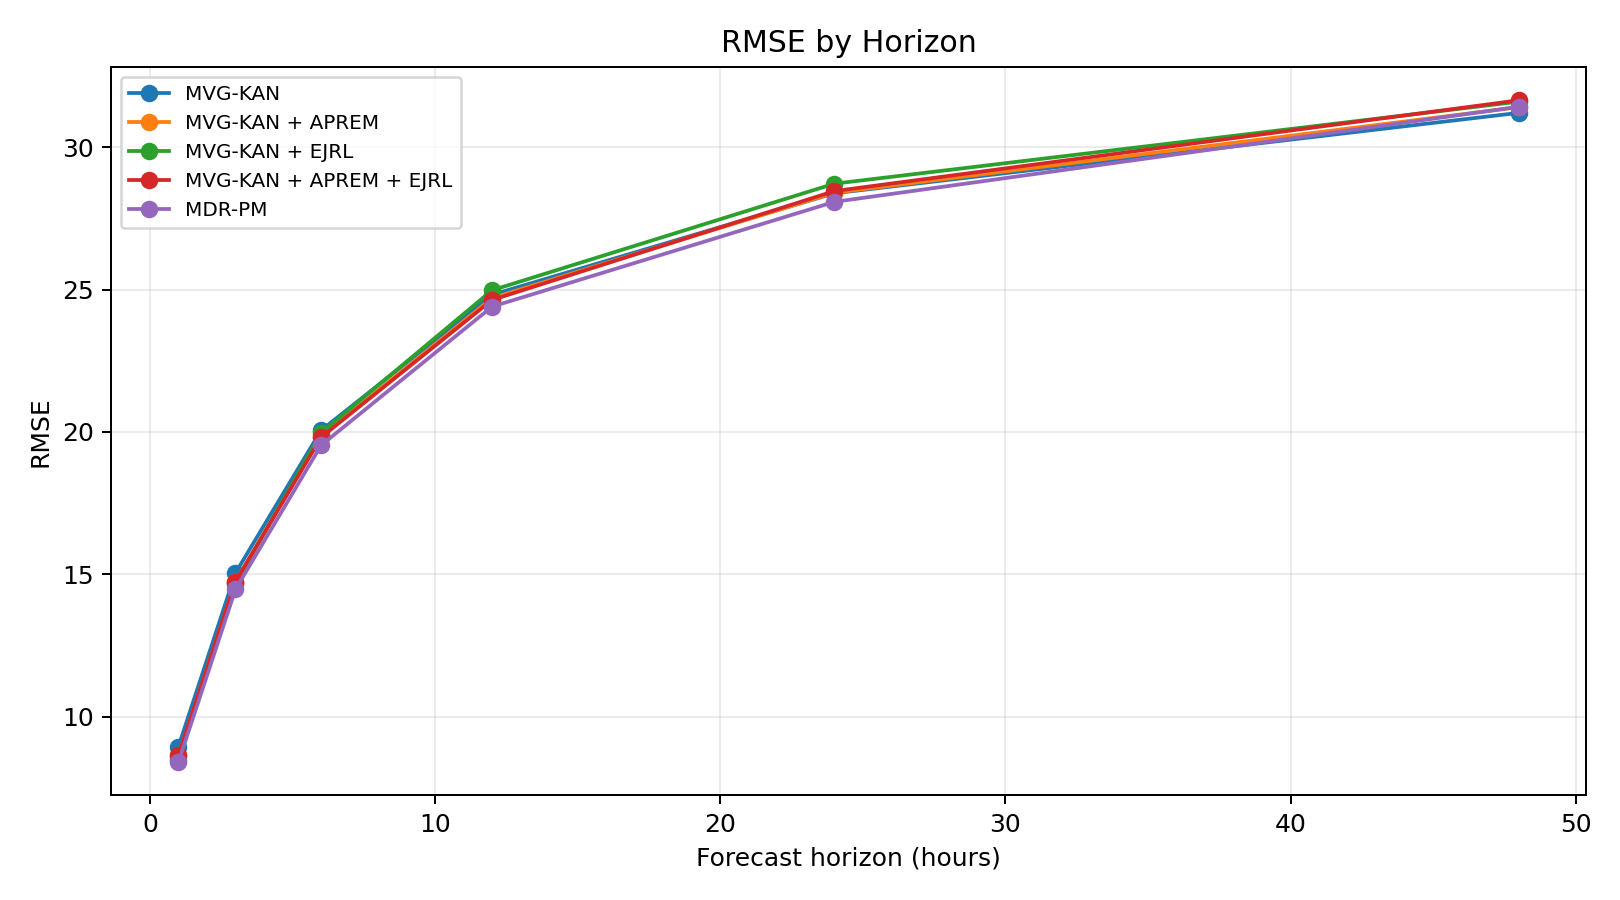 RMSE by Horizon
MVG-KAN
MVG-KAN + APREM
MVG-KAN + EJRL
MVG-KAN + APREM + EJRL
MDR-PM
RMSE
30
25
20
15
10
0 10 20 30 40 50
Forecast horizon (hours)